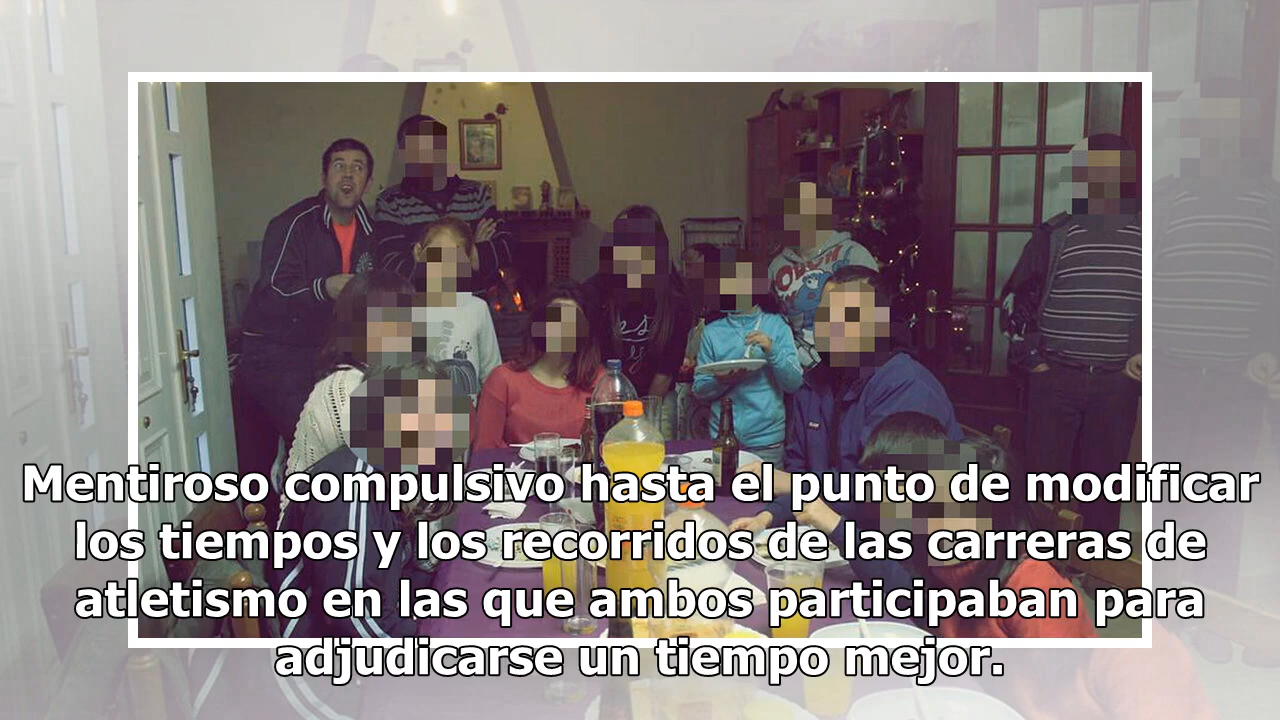 Mentiroso compulsivo hasta el punto de modificar
los tiempos y los recorridos de las carreras de
atletismo en las que ambos participaban para
adjudicarse un tiempo mejor.